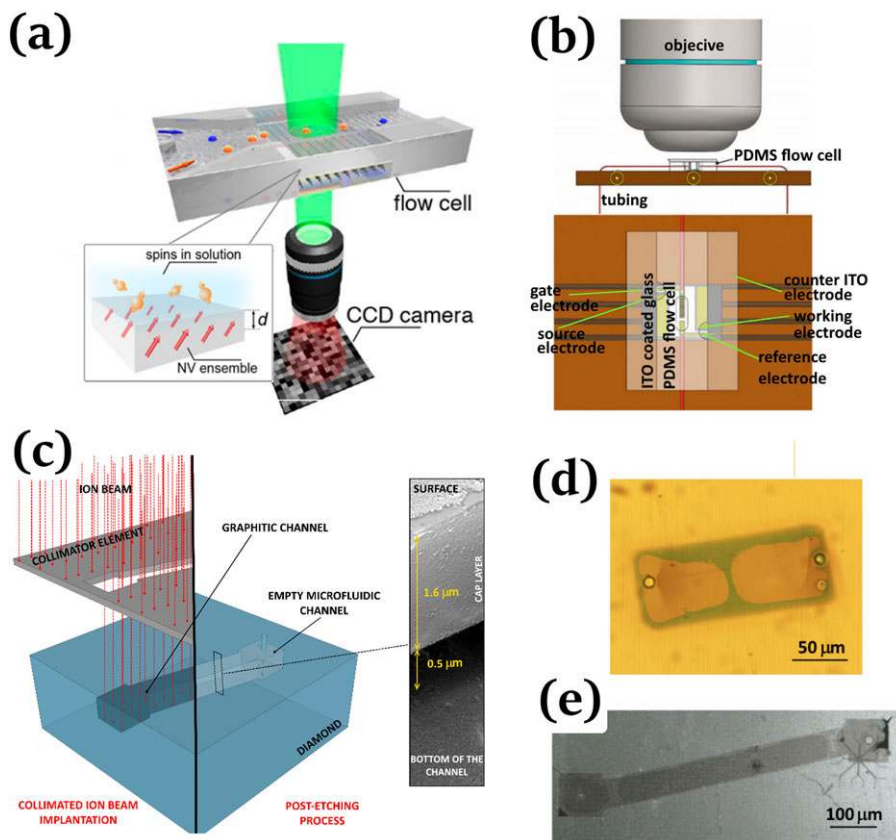 (a)
flow cell
spins in solution
d
NV ensemble
CCD camera
(b)
objecive
PDMS flow cell
tubing
gate
electrode
source
electrode
ITO coated glass
PDMS flow cell
counter ITO
electrode
working
electrode
reference
electrode
(c)
ION BEAM
COLLIMATOR ELEMENT
GRAPHITIC CHANNEL
EMPTY MICROFLUIDIC
CHANNEL
DIAMOND
COLLIMATED ION BEAM
IMPLANTATION
POST-ETCHING
PROCESS
SURFACE
CAP LAYER
1.6 µm
0.5 µm
BOTTOM OF THE
CHANNEL
(d)
50 µm
(e)
100 µm